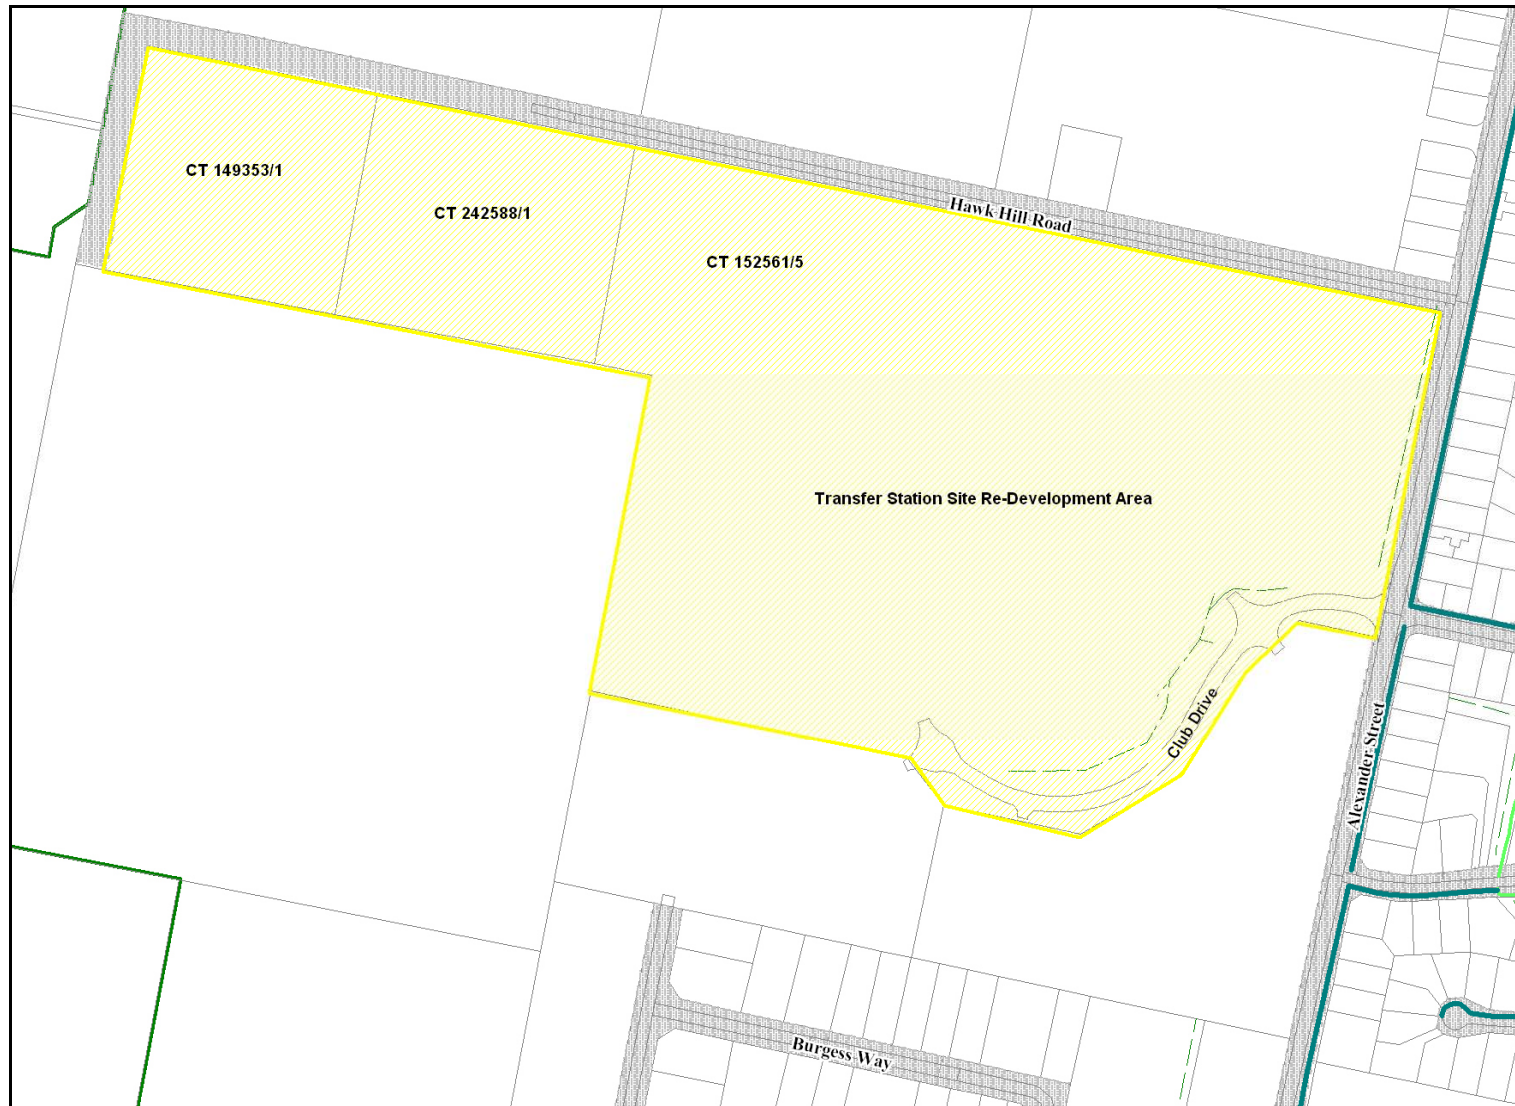 CT 149353/1
CT 242588/1
Hawk Hill Road
CT 152561/5
Transfer Station Site Re-Development Area
Club Drive
Alexander Street
Burgess Way